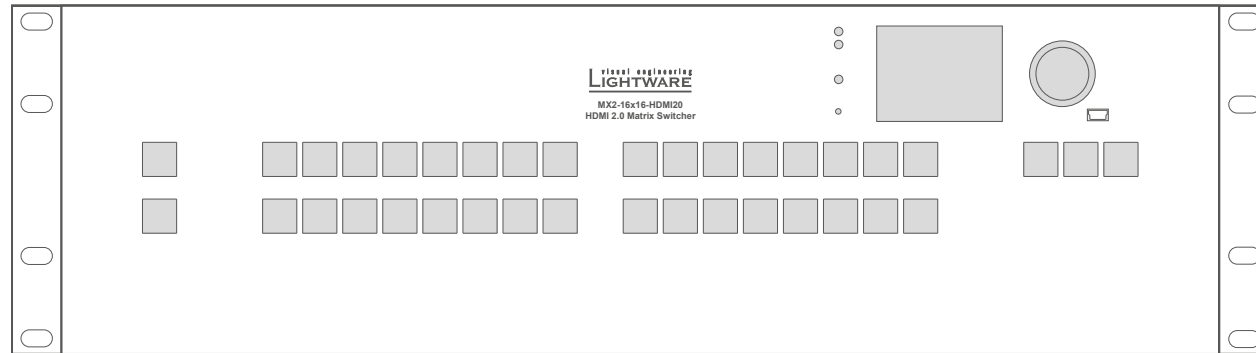 visual engineering
LIGHTWARE
MX2-16x16-HDMI20
HDMI 2.0 Matrix Switcher